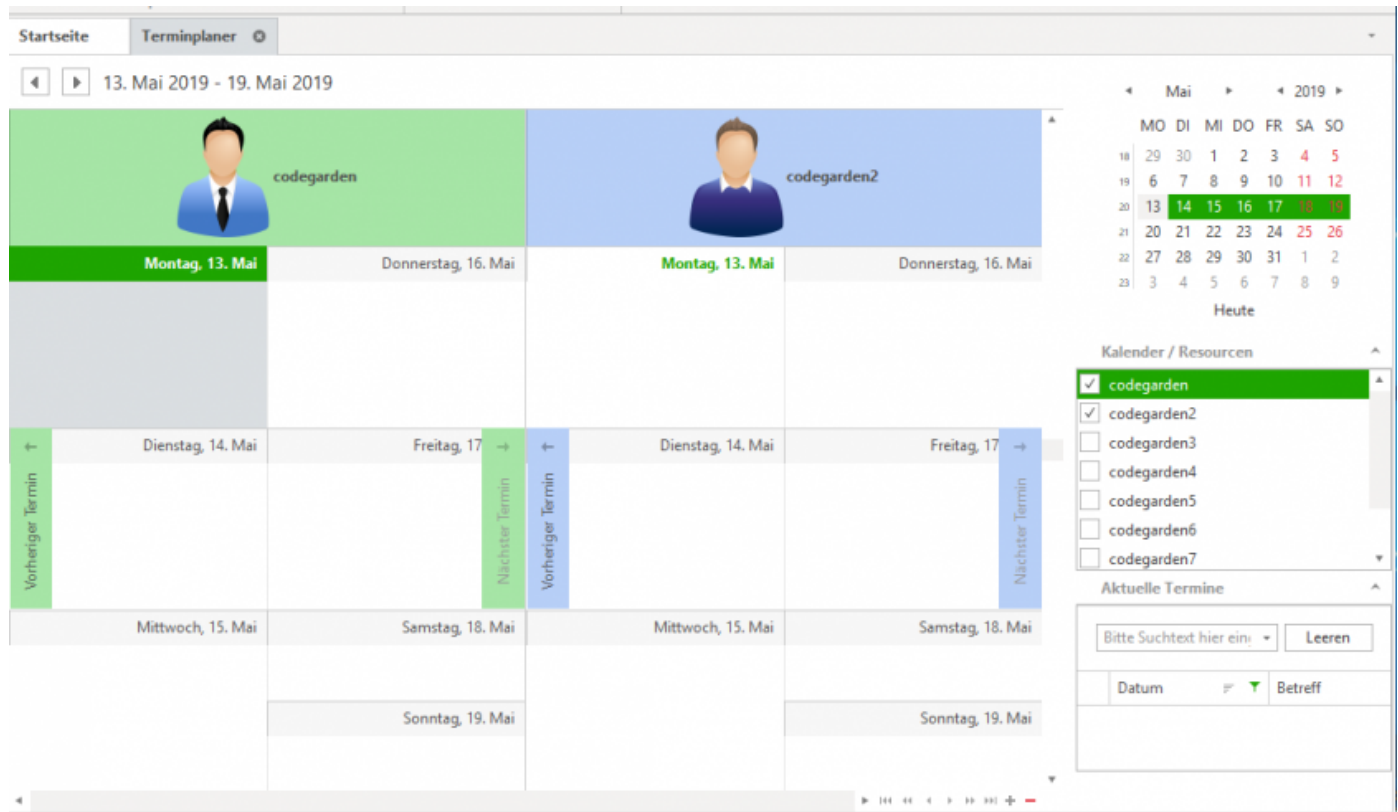 Startseite Terminplaner
13. Mai 2019 - 19. Mai 2019
codegarden codegarden2
Montag, 13. Mai Donnerstag, 16. Mai Montag, 13. Mai Donnerstag, 16. Mai
Dienstag, 14. Mai Freitag, 17 Dienstag, 14. Mai Freitag, 17
Vorheriger Termin
Nächster Termin
Vorheriger Termin
Nächster Termin
Mittwoch, 15. Mai Samstag, 18. Mai Mittwoch, 15. Mai Samstag, 18. Mai
Sonntag, 19. Mai Sonntag, 19. Mai
Mai 2019
MO DI MI DO FR SA SO
18 29 30 1 2 3 4 5
19 6 7 8 9 10 11 12
20 13 14 15 16 17 18 19
21 20 21 22 23 24 25 26
22 27 28 29 30 31 1 2
23 3 4 5 6 7 8 9
Heute
Kalender / Resourcen
codegarden
codegarden2
codegarden3
codegarden4
codegarden5
codegarden6
codegarden7
Aktuelle Termine
Bitte Suchtext hier ein Leeren
Datum Betreff